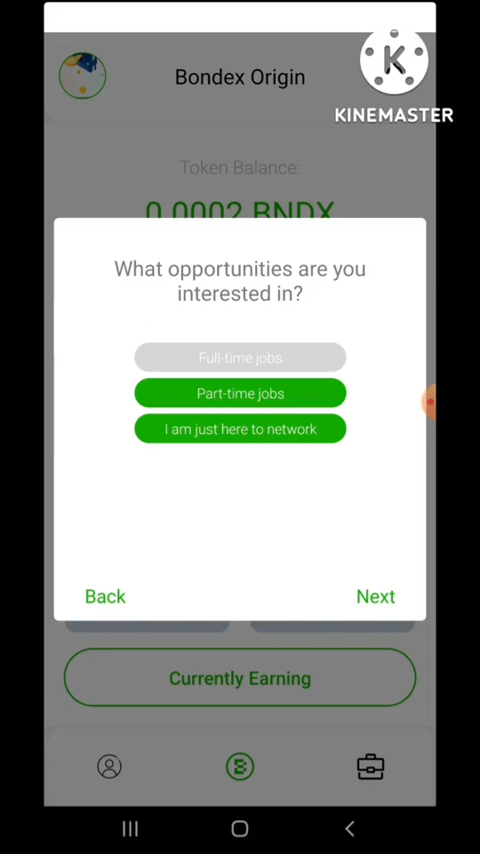 Bondex Origin
KINEMASTER
Token Balance:
0.0002 BNDX
What opportunities are you
interested in?
Full-time jobs
Part-time jobs
I am just here to network
Back
Next
Currently Earning